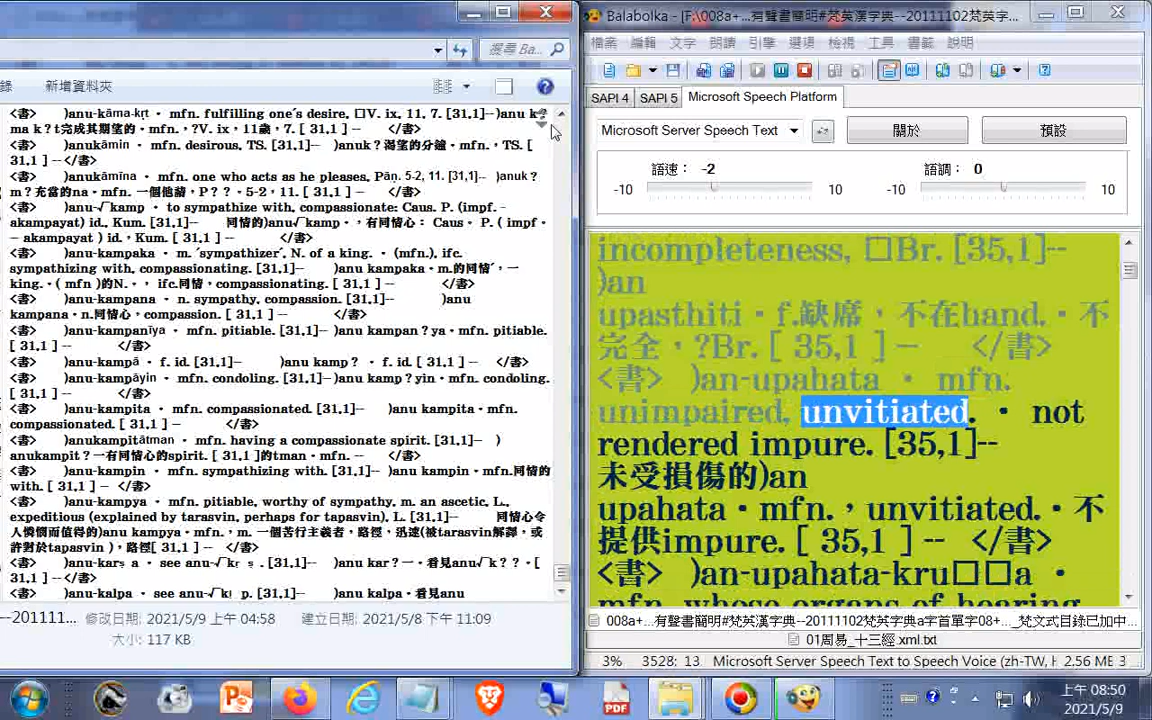 Balabolka - [F:\008a+...有聲書簡明#梵英漢字典--20111102梵英字...
檔案 編輯 文字 朗讀 引擎 選項 檢視 工具 書籤 說明
搜尋 Ba...
錄 新增資料夾
SAPI 4 SAPI 5 Microsoft Speech Platform
Microsoft Server Speech Text 關於 預設
語速: -2 語調: 0
-10 10 -10 10
<書> )anu-kāma-kṛt • mfn. fulfilling one's desire, □V. ix, 11, 7. [31,1]--)anu k?
ma k?t完成其期望的・mfn.,?V. ix,11歲,7. [ 31,1 ]— </書>
<書> )anukāmin • mfn. desirous, TS. [31,1]-- )anuk?渴望的分鐘・mfn.,TS. [
31,1 ]— </書>
<書> )anukāmīna • mfn. one who acts as he pleases, Pāṇ. 5-2, 11. [31,1]-- )anuk?
m?充當的na・mfn.一個他請,P??。5-2,11. [ 31,1 ]— </書>
<書> )anu-√kamp • to sympathize with, compassionate: Caus. P. (impf.
-akampayat) id., Kum. [31,1]-- 同情的)anu√kamp・,有同情心: Caus。P. ( impf。
— akampayat ) id., Kum. [ 31,1 ]— </書>
<書> )anu-kampaka • m. 'sympathizer', N. of a king. • (mfn.), ifc.
sympathizing with, compassionating. [31,1]-- )anu kampaka・m.的同情',一
king.・( mfn )的N.,ifc.同情,compassionating. [ 31,1 ]— </書>
<書> )anu-kampana • n. sympathy, compassion. [31,1]-- )anu
kampana・n.同情心,compassion. [ 31,1 ]— </書>
<書> )anu-kampanīya • mfn. pitiable. [31,1]-- )anu kampan?ya・mfn. pitiable.
[ 31,1 ]— </書>
<書> )anu-kampā • f. id. [31,1]-- )anu kamp?・f. id. [ 31,1 ]— </書>
<書> )anu-kampāyin • mfn. condoling. [31,1]--)anu kamp?yin・mfn. condoling.
[ 31,1 ]— </書>
<書> )anu-kampita • mfn. compassionated. [31,1]-- )anu kampita・mfn.
compassionated. [ 31,1 ]— </書>
<書> )anukampitātman • mfn. having a compassionate spirit. [31,1]-- )
anukampit?一有同情心的spirit. [ 31,1 ]的tman・mfn. — </書>
<書> )anu-kampin • mfn. sympathizing with. [31,1]-- )anu kampin・mfn.同情的
with. [ 31,1 ]— </書>
<書> )anu-kampya • mfn. pitiable, worthy of sympathy, m. an ascetic, L.,
expeditious (explained by tarasvin, perhaps for tapasvin), L. [31,1]-- 同情心令
人憐憫而值得的)anu kampya・mfn.,m. 一個苦行主義者,路徑,迅速(被tarasvin解釋,或
許對於tapasvin ),路徑[ 31,1 ]— </書>
<書> )anu-karṣ a • see anu-√kṛ ṣ . [31,1]-- )anu kar?一・看見anu√k??・[
31,1 ]— </書>
<書> )anu-kalpa • see anu-√kḷ p. [31,1]-- )anu kalpa・看見anu
--201111... 修改日期: 2021/5/9 上午 04:58 建立日期: 2021/5/8 下午 11:09
大小: 117 KB
incompleteness, □Br. [35,1]--
)an
upasthiti・f.缺席,不在hand.・不
完全,?Br. [ 35,1 ]— </書>
<書> )an-upahata • mfn.
unimpaired, unvitiated. • not
rendered impure. [35,1]--
未受損傷的)an
upahata・mfn.,unvitiated.・不
提供impure. [ 35,1 ]— </書>
<書> )an-upahata-kru□□a •
mfn. whose organs of hearing
008a+...有聲書簡明#梵英漢字典--20111102梵英字典a字首單字08+..._梵文式目錄已加中...
01周易_十三經.xml.txt
3% 3528: 13 Microsoft Server Speech Text to Speech Voice (zh-TW, H 2,56 MB 3
上午 08:50
2021/5/9